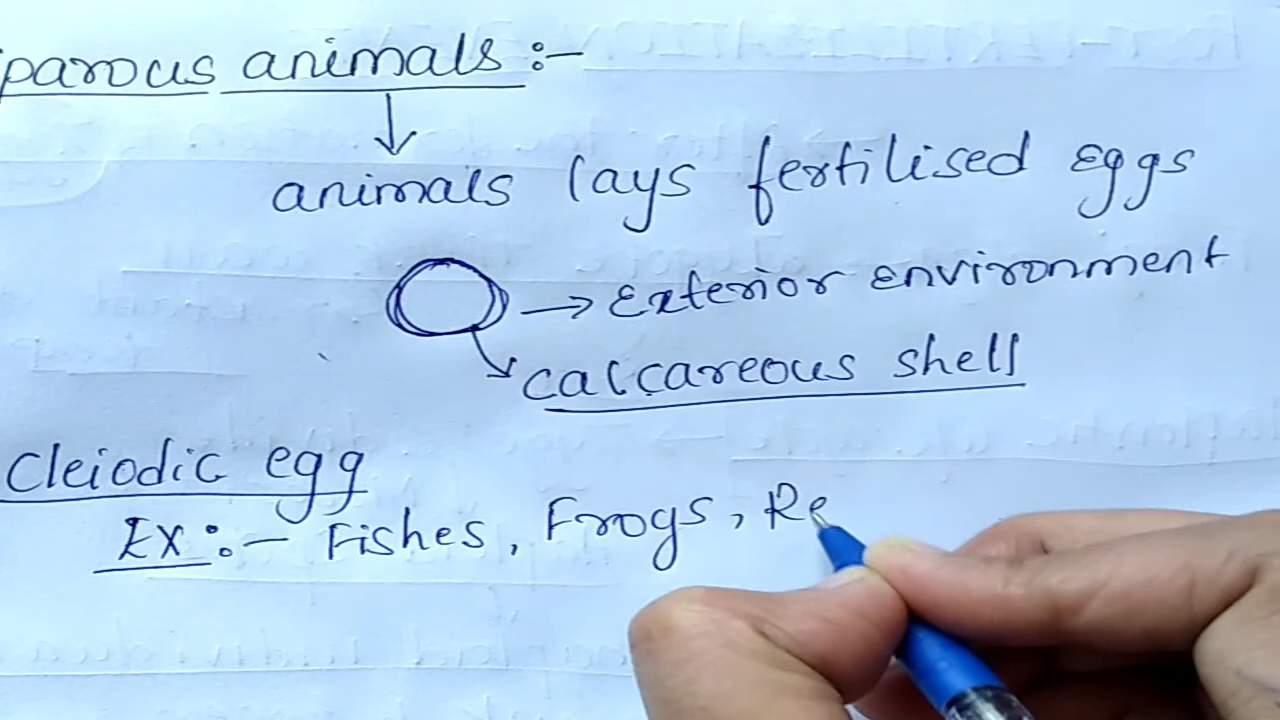 parous animals :-
animals lays fertilised eggs
→ Exterior environment
calcareous shell
Cleiodic egg
EX :- Fishes, Frogs, Re